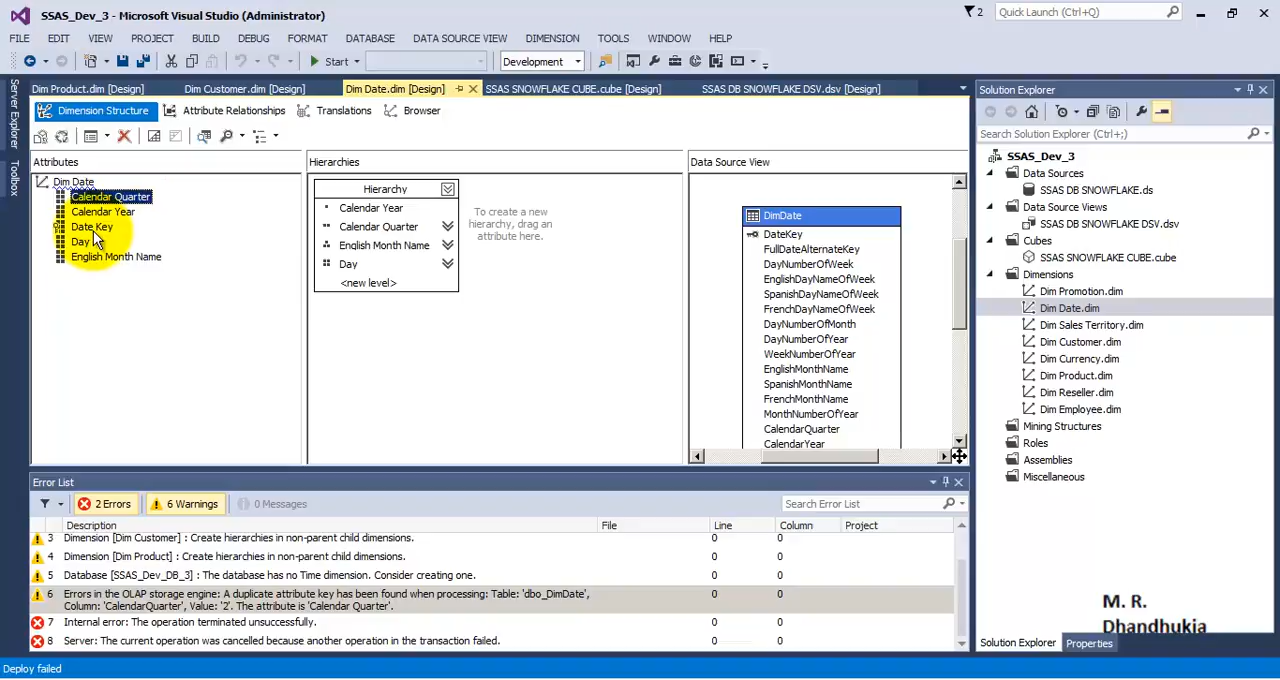 SSAS_Dev_3 - Microsoft Visual Studio (Administrator)
2
Quick Launch (Ctrl+Q)
FILE EDIT VIEW PROJECT BUILD DEBUG FORMAT DATABASE DATA SOURCE VIEW DIMENSION TOOLS WINDOW HELP
Start
Development
Server Explorer
Toolbox
Dim Product.dim [Design]
Dim Customer.dim [Design]
Dim Date.dim [Design]
SSAS SNOWFLAKE CUBE.cube [Design]
SSAS DB SNOWFLAKE DSV.dsv [Design]
Dimension Structure
Attribute Relationships
Translations
Browser
Attributes
Dim Date
Calendar Quarter
Calendar Year
Date Key
Day
English Month Name
Hierarchies
Hierarchy
Calendar Year
Calendar Quarter
English Month Name
Day
<new level>
To create a new
hierarchy, drag an
attribute here.
Data Source View
DimDate
DateKey
FullDateAlternateKey
DayNumberOfWeek
EnglishDayNameOfWeek
SpanishDayNameOfWeek
FrenchDayNameOfWeek
DayNumberOfMonth
DayNumberOfYear
WeekNumberOfYear
EnglishMonthName
SpanishMonthName
FrenchMonthName
MonthNumberOfYear
CalendarQuarter
CalendarYear
Solution Explorer
Search Solution Explorer (Ctrl+;)
SSAS_Dev_3
Data Sources
SSAS DB SNOWFLAKE.ds
Data Source Views
SSAS DB SNOWFLAKE DSV.dsv
Cubes
SSAS SNOWFLAKE CUBE.cube
Dimensions
Dim Promotion.dim
Dim Date.dim
Dim Sales Territory.dim
Dim Customer.dim
Dim Currency.dim
Dim Product.dim
Dim Reseller.dim
Dim Employee.dim
Mining Structures
Roles
Assemblies
Miscellaneous
M. R.
Dhandhukia
Solution Explorer
Properties
Error List
2 Errors
6 Warnings
0 Messages
Search Error List
Description File Line Column Project
3 Dimension [Dim Customer] : Create hierarchies in non-parent child dimensions. 0 0
4 Dimension [Dim Product] : Create hierarchies in non-parent child dimensions. 0 0
5 Database [SSAS_Dev_DB_3] : The database has no Time dimension. Consider creating one. 0 0
6 Errors in the OLAP storage engine: A duplicate attribute key has been found when processing: Table: 'dbo_DimDate', 0 0
Column: 'CalendarQuarter', Value: '2'. The attribute is 'Calendar Quarter'.
7 Internal error: The operation terminated unsuccessfully. 0 0
8 Server: The current operation was cancelled because another operation in the transaction failed. 0 0
Deploy failed